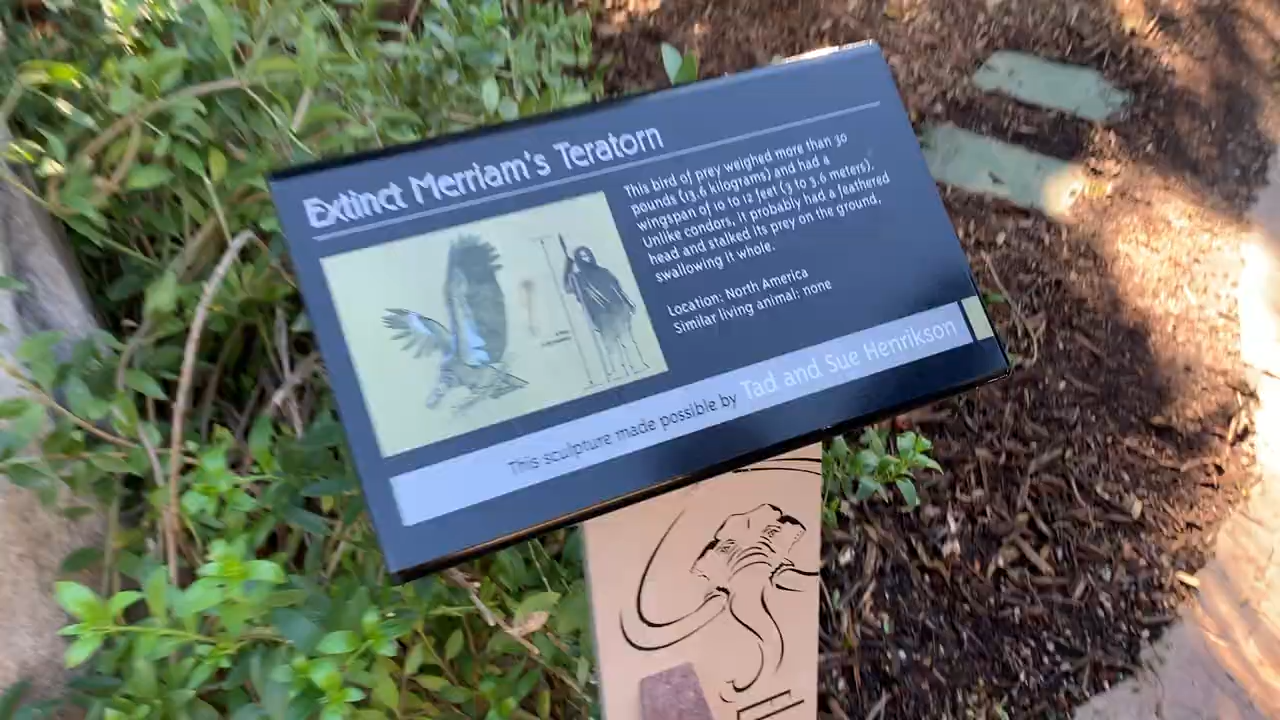 Extinct Merriam's Teratorn
This bird of prey weighed more than 30
pounds (13.6 kilograms) and had a
wingspan of 10 to 12 feet (3 to 3.6 meters).
Unlike condors, it probably had a feathered
head and stalked its prey on the ground,
swallowing it whole.
Location: North America
Similar living animal: none
This sculpture made possible by Tad and Sue Henrikson